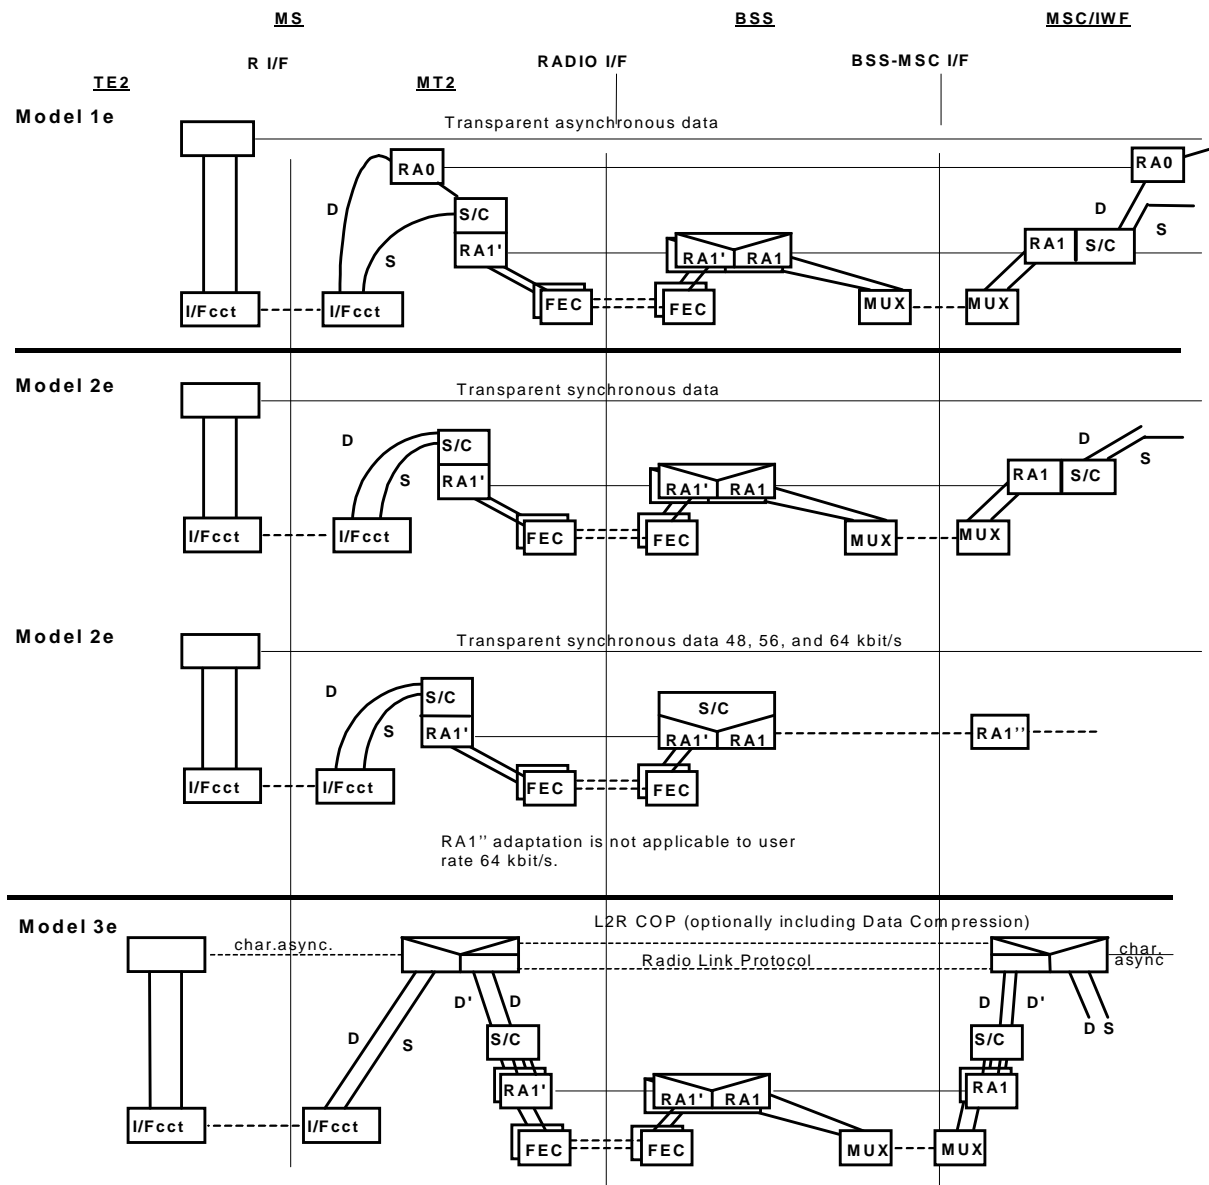 MS BSS MSC/IWF
R I/F RADIO I/F BSS-MSC I/F
TE2 MT2
Model 1e
Transparent asynchronous data
RA0 RA0
D S/C D
S RA1' RA1' RA1 RA1 S/C S
I/Fcct I/Fcct FEC FEC MUX MUX
Model 2e
Transparent synchronous data
D S/C D
S RA1' RA1' RA1 RA1 S/C S
I/Fcct I/Fcct FEC FEC MUX MUX
Model 2e
Transparent synchronous data 48, 56, and 64 kbit/s
D S/C S/C
S RA1' RA1' RA1 RA1''
I/Fcct I/Fcct FEC FEC
RA1'' adaptation is not applicable to user
rate 64 kbit/s.
Model 3e
L2R COP (optionally including Data Compression)
char.async. char.
Radio Link Protocol async
D' D D D'
D S S/C S/C D S
RA1' RA1' RA1 RA1
I/Fcct I/Fcct FEC FEC MUX MUX